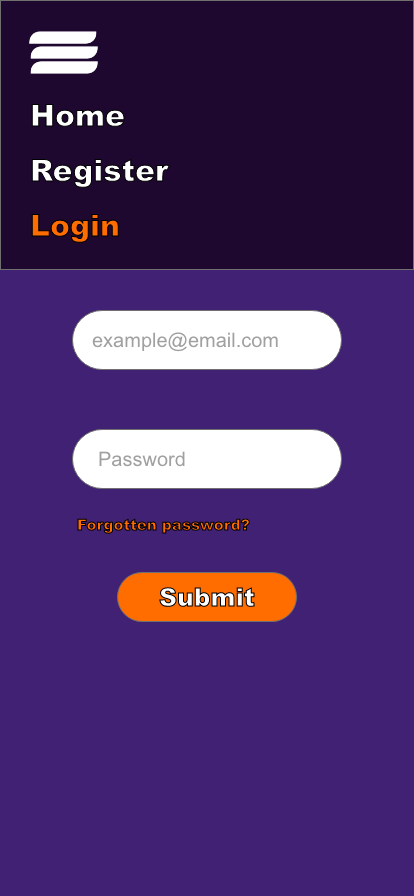 Home
Register
Login
example@email.com
Password
Forgotten password?
Submit